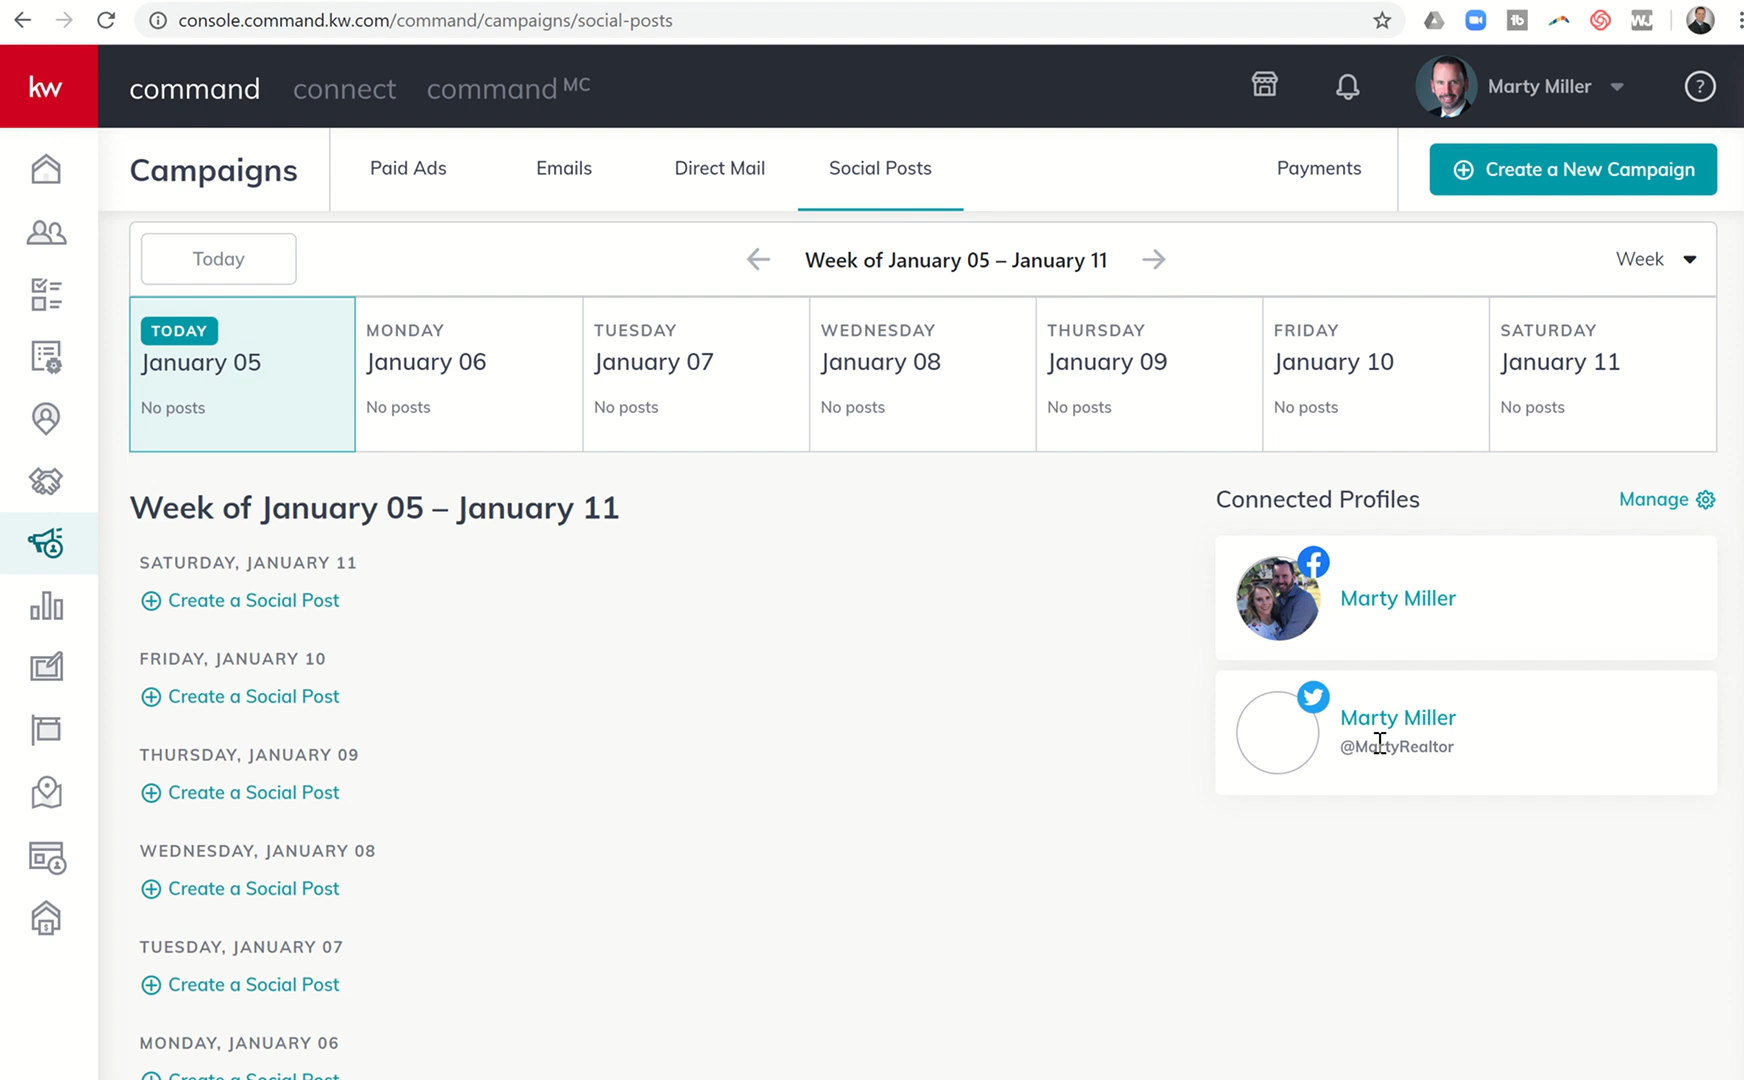 console.command.kw.com/command/campaigns/social-posts
kw command connect command MC Marty Miller ?
Campaigns Paid Ads Emails Direct Mail Social Posts Payments Create a New Campaign
Today Week of January 05 – January 11 Week
TODAY MONDAY TUESDAY WEDNESDAY THURSDAY FRIDAY SATURDAY
January 05 January 06 January 07 January 08 January 09 January 10 January 11
No posts No posts No posts No posts No posts No posts No posts
Week of January 05 – January 11
SATURDAY, JANUARY 11
Create a Social Post
FRIDAY, JANUARY 10
Create a Social Post
THURSDAY, JANUARY 09
Create a Social Post
WEDNESDAY, JANUARY 08
Create a Social Post
TUESDAY, JANUARY 07
Create a Social Post
MONDAY, JANUARY 06
Create a Social Post
Connected Profiles Manage
Marty Miller
Marty Miller
@MartyRealtor